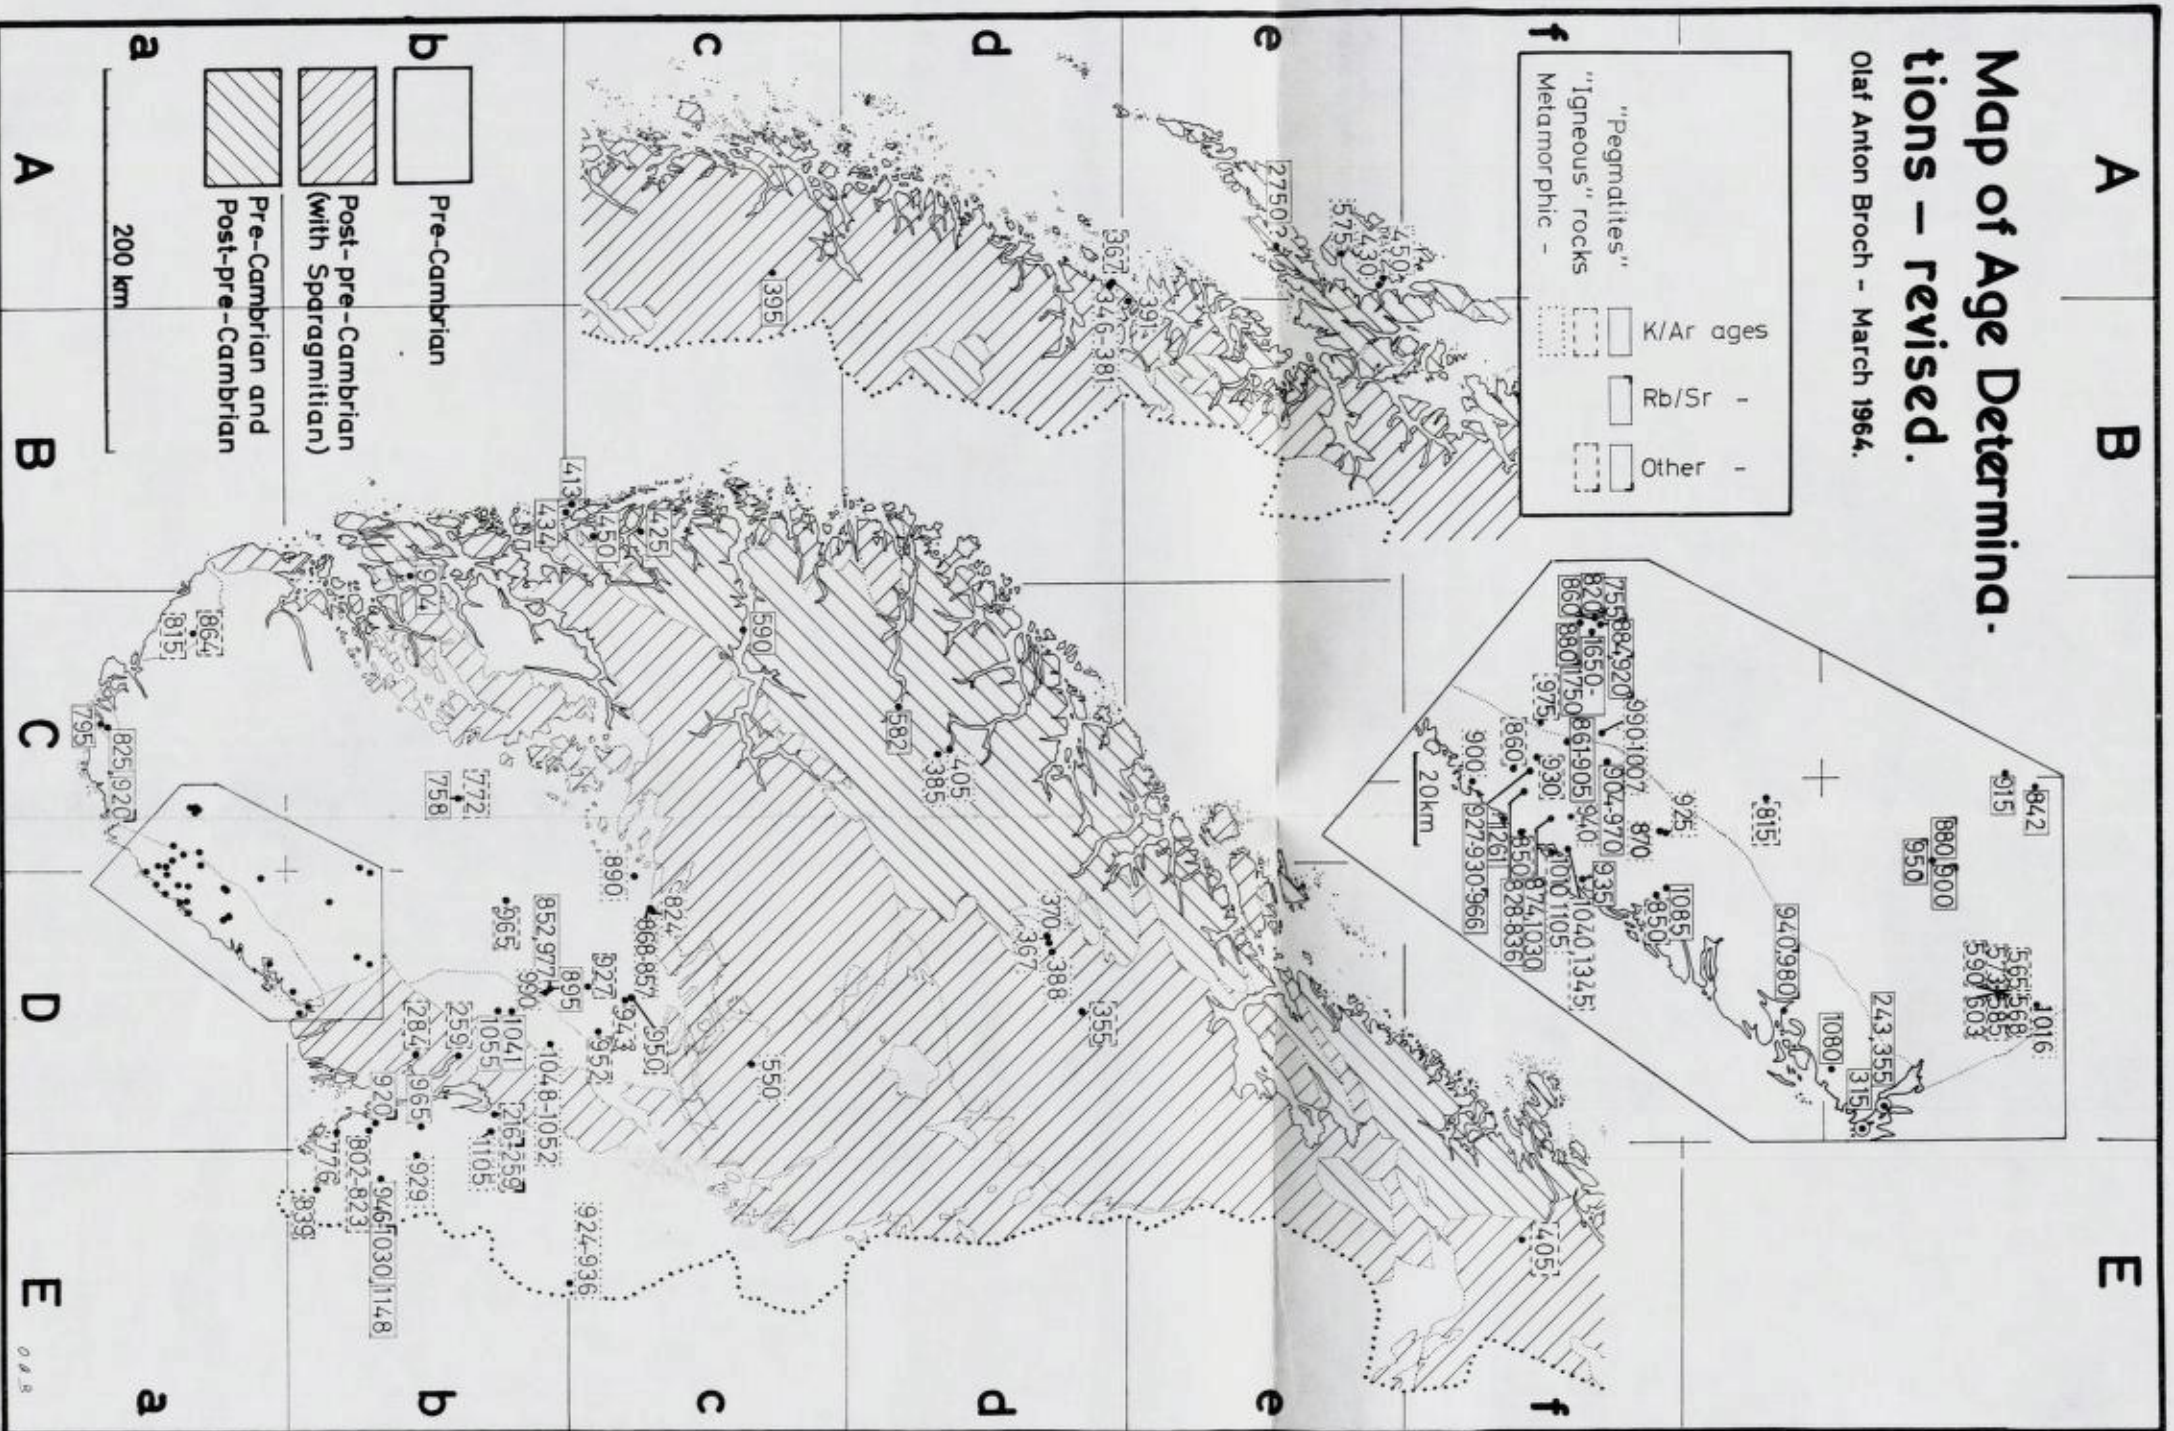 Map of Age Determina-
tions – revised.
Olaf Anton Broch – March 1964.
A
B
C
D
E
K/Ar ages
Rb/Sr -
Other -
"Pegmatites"
"Igneous" rocks
Metamorphic -
f
e
d
c
b
a
f
e
d
c
b
a
450
430
575
2750?
391
367
346-381
395
842
915
880
900
950
815
925
870
990-1007
904-970
940
861-905
930
860
975
900
755
884,920
820
860
1650-
1750
880
927-930-966
1261
850
828-836
874,1030
1010
1105
1040,1345
935
850
1085
940,980
1080
243,355
315
1016
565
568
573
585
590
603
20km
413
434
450
425
904
590
582
405
385
370
367
388
355
405
864
815
795
825,920
772
758
890
824
868-857
965
852,977
990
895
927
943
950
952
550
1041
1055
1048-1052
259
284
216-259
1105
965
920
929
802-823
776
839
946
1030
1148
924-936
Pre-Cambrian
Post-pre-Cambrian
(with Sparagmitian)
Pre-Cambrian and
Post-pre-Cambrian
200 km
A
B
C
D
E
O A B